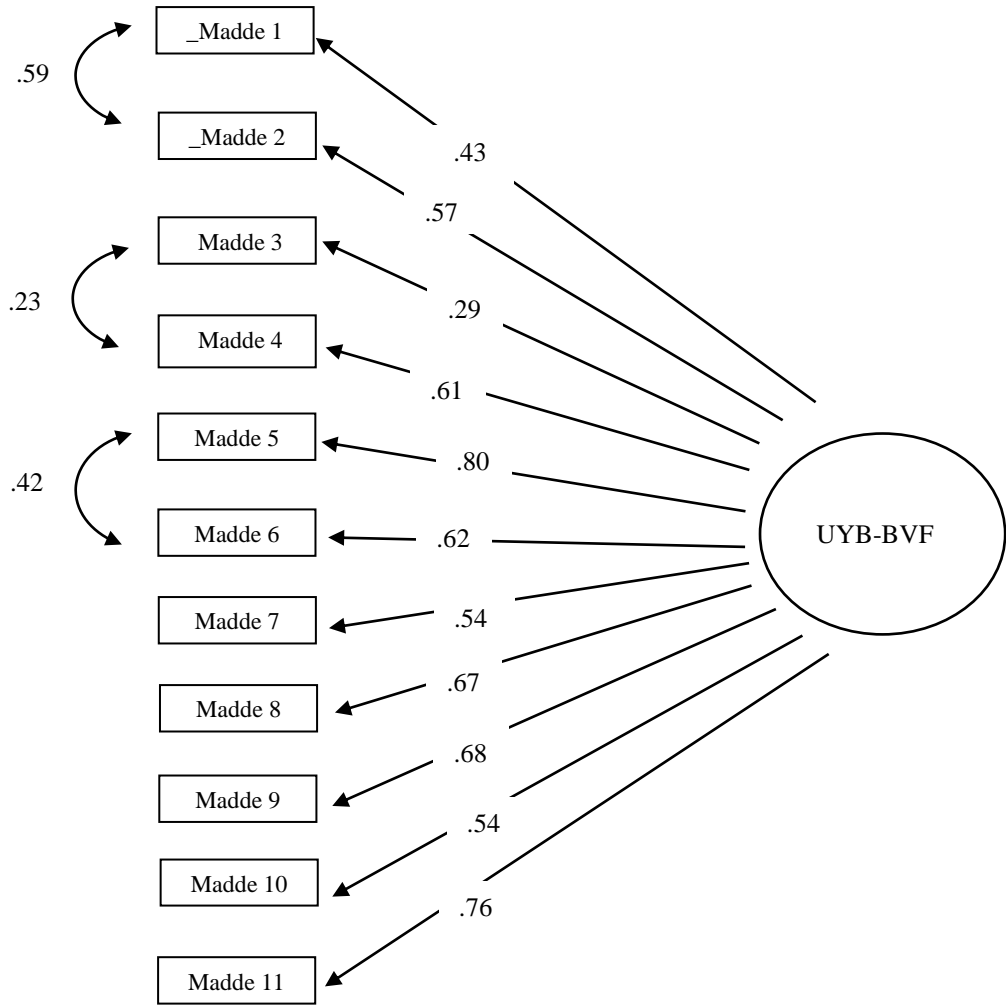 _Madde 1
.59
_Madde 2
.43
.57
Madde 3
.23
.29
Madde 4
.61
Madde 5
.42
.80
Madde 6
.62
UYB-BVF
Madde 7
.54
Madde 8
.67
Madde 9
.68
.54
Madde 10
.76
Madde 11